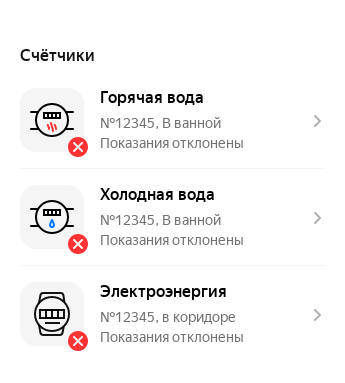 Счётчики
Горячая вода
№12345, В ванной
Показания отклонены
Холодная вода
№12345, В ванной
Показания отклонены
Электроэнергия
№12345, в коридоре
Показания отклонены